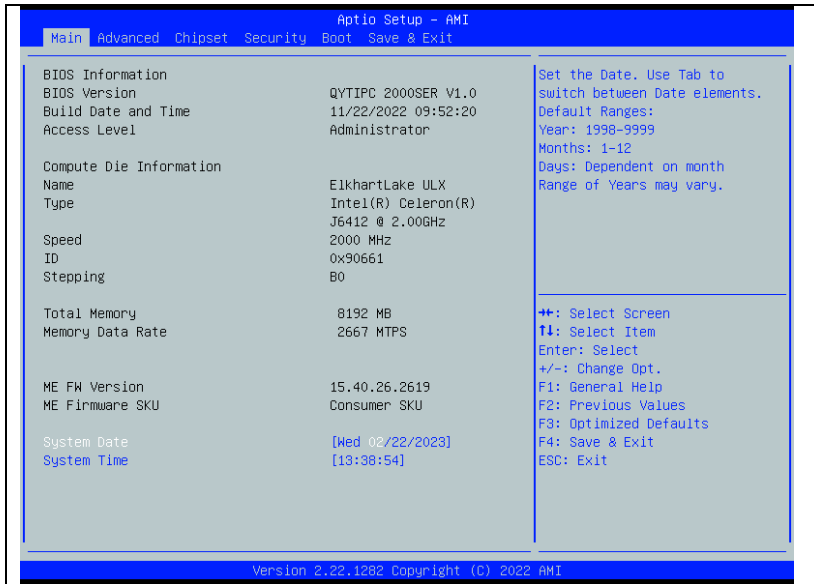 Aptio Setup - AMI
Main Advanced Chipset Security Boot Save & Exit
BIOS Information
BIOS Version QYTIPC 2000SER V1.0
Build Date and Time 11/22/2022 09:52:20
Access Level Administrator
Compute Die Information
Name ElkhartLake ULX
Type Intel(R) Celeron(R)
J6412 @ 2.00GHz
Speed 2000 MHz
ID 0x90661
Stepping B0
Total Memory 8192 MB
Memory Data Rate 2667 MTPS
ME FW Version 15.40.26.2619
ME Firmware SKU Consumer SKU
System Date [Wed 02/22/2023]
System Time [13:38:54]
Set the Date. Use Tab to
switch between Date elements.
Default Ranges:
Year: 1998-9999
Months: 1-12
Days: Dependent on month
Range of Years may vary.
→←: Select Screen
↑↓: Select Item
Enter: Select
+/-: Change Opt.
F1: General Help
F2: Previous Values
F3: Optimized Defaults
F4: Save & Exit
ESC: Exit
Version 2.22.1282 Copyright (C) 2022 AMI